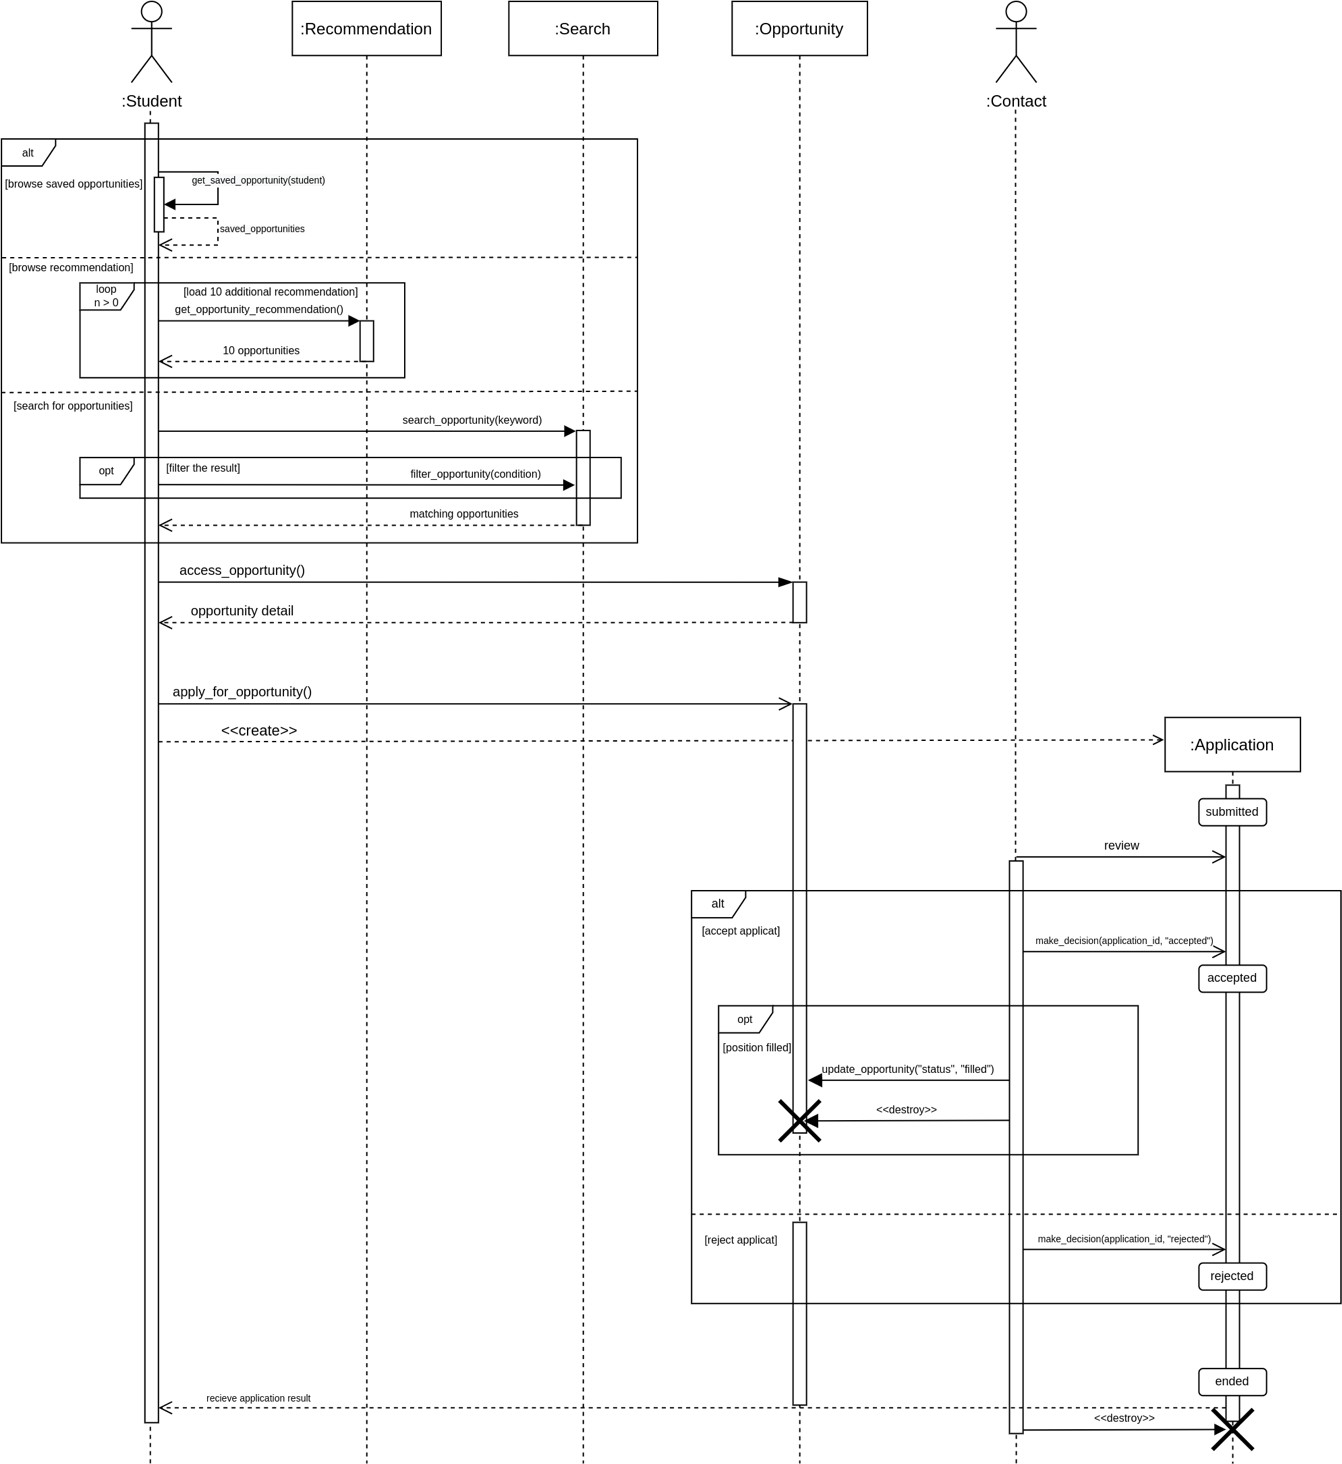 :Recommendation
:Search
:Opportunity
:Student
:Contact
alt
[browse saved opportunities]
get_saved_opportunity(student)
saved_opportunities
[browse recommendation]
loop
n > 0
[load 10 additional recommendation]
get_opportunity_recommendation()
10 opportunities
[search for opportunities]
search_opportunity(keyword)
opt
[filter the result]
filter_opportunity(condition)
matching opportunities
access_opportunity()
opportunity detail
apply_for_opportunity()
<<create>>
:Application
submitted
review
alt
[accept applicat]
make_decision(application_id, "accepted")
accepted
opt
[position filled]
update_opportunity("status", "filled")
<<destroy>>
[reject applicat]
make_decision(application_id, "rejected")
rejected
ended
recieve application result
<<destroy>>